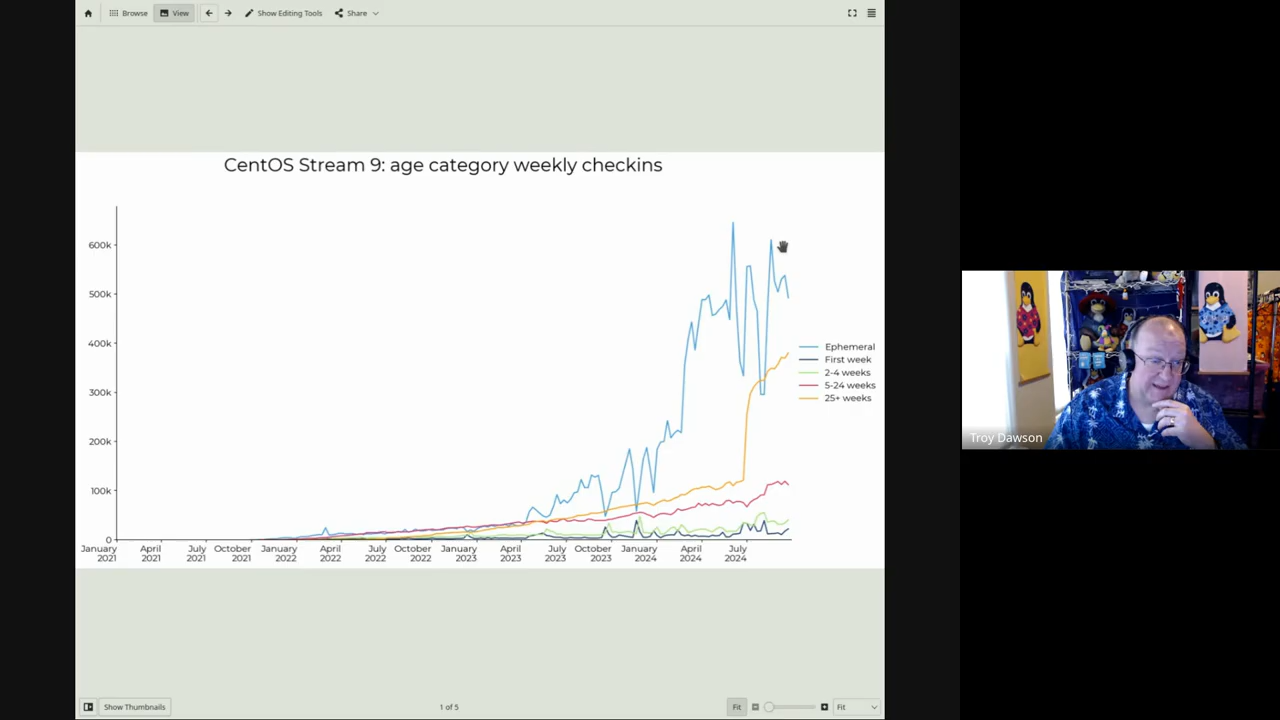 Browse View Show Editing Tools Share
CentOS Stream 9: age category weekly checkins
600k
500k
400k
300k
200k
100k
0
Ephemeral
First week
2-4 weeks
5-24 weeks
25+ weeks
January April July October January April July October January April July October January April July
2021 2021 2021 2021 2022 2022 2022 2022 2023 2023 2023 2023 2024 2024 2024
Troy Dawson
Show Thumbnails 1 of 5 Fit Fit